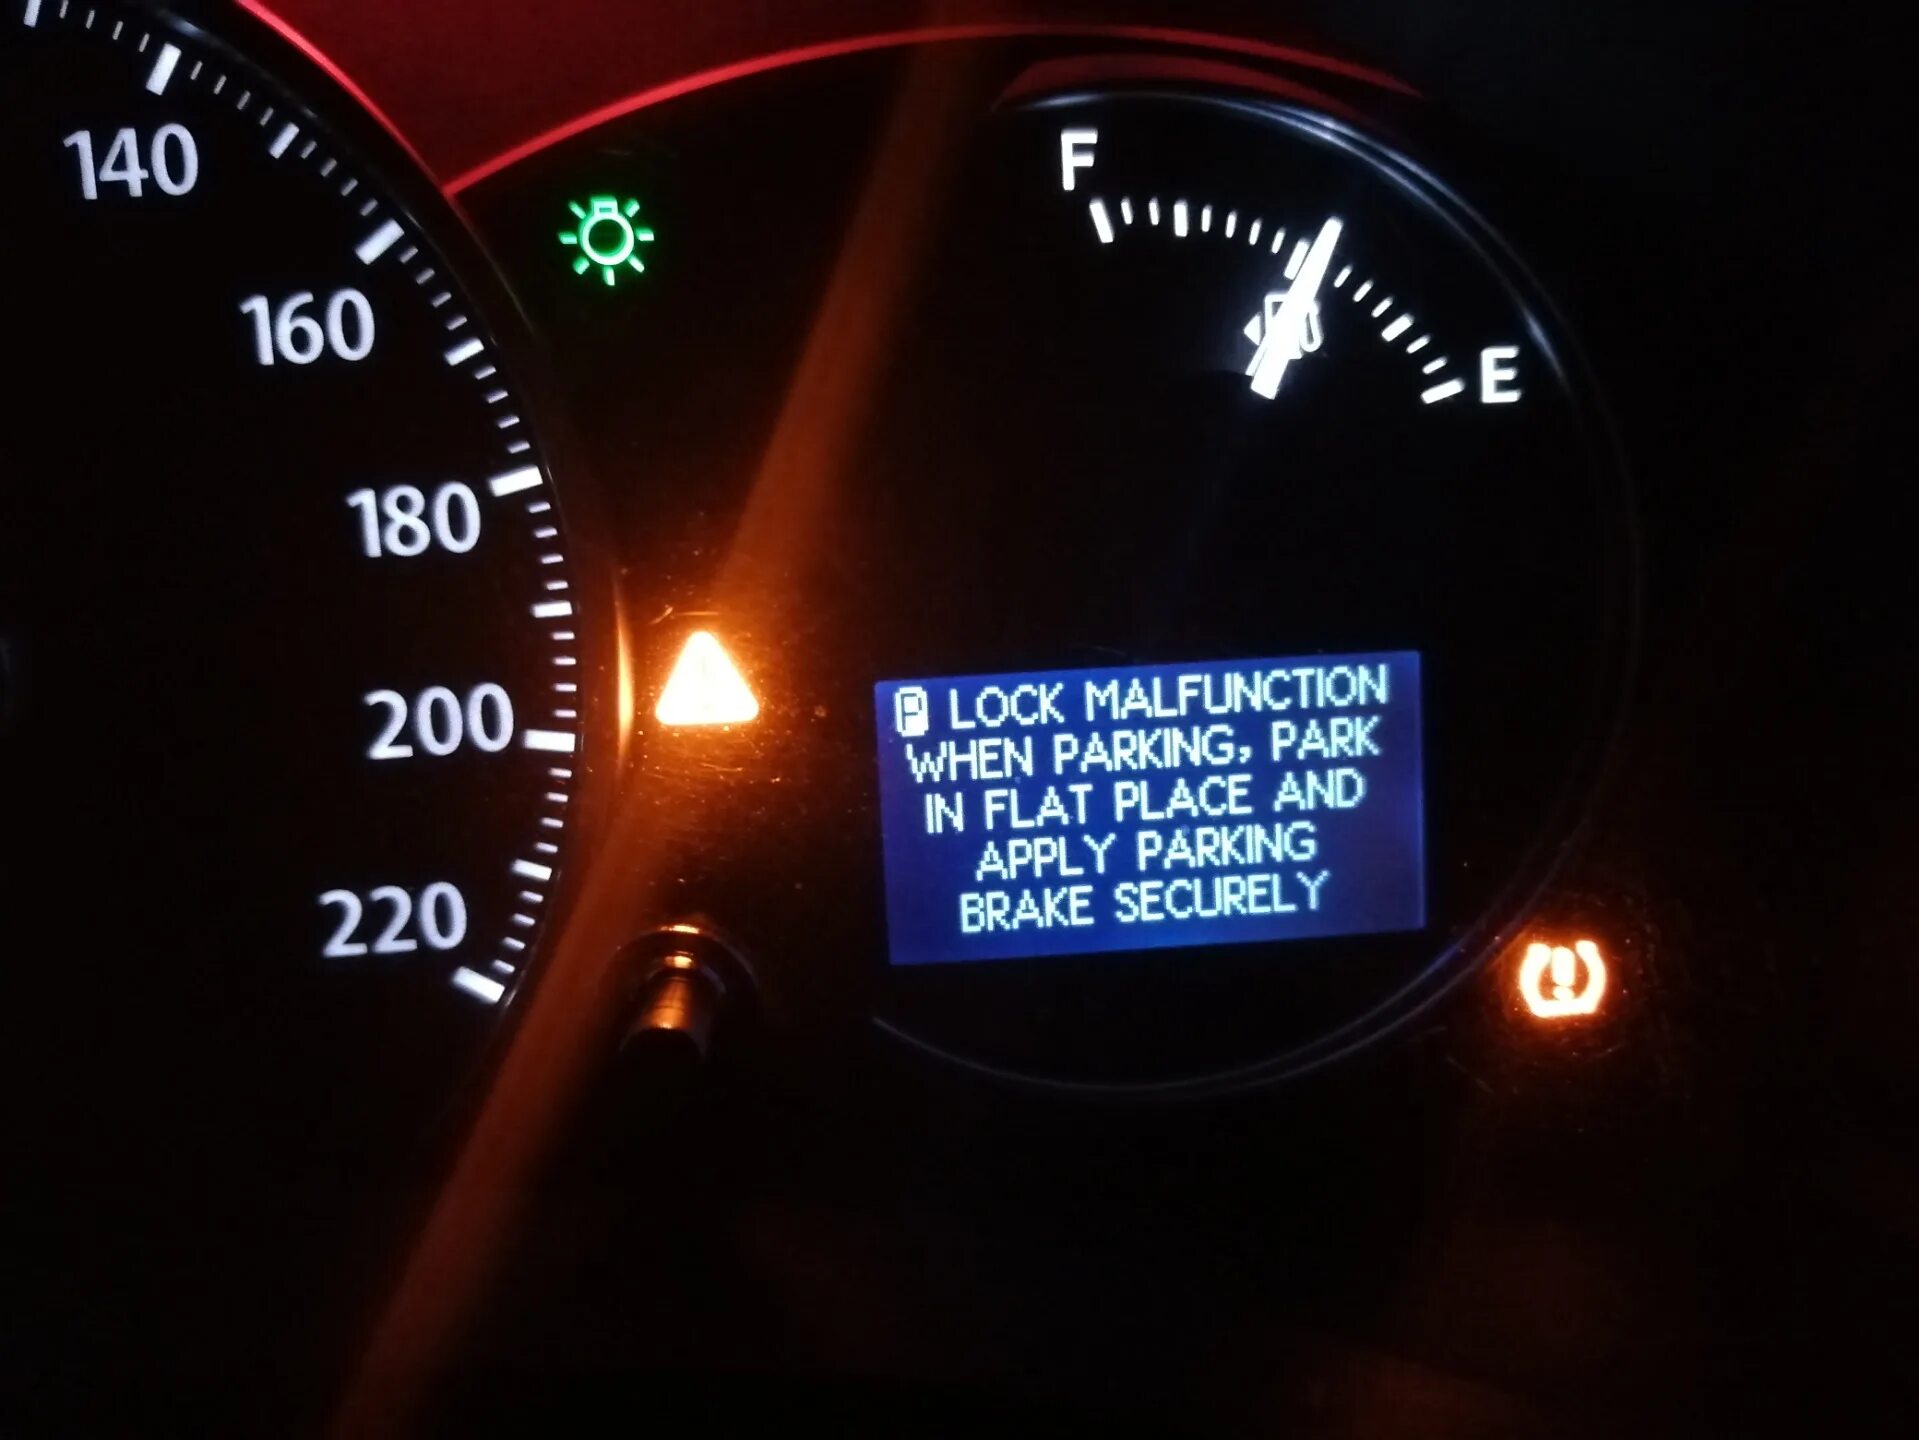 140
160
180
200
220
F
E
P LOCK MALFUNCTION
WHEN PARKING, PARK
IN FLAT PLACE AND
APPLY PARKING
BRAKE SECURELY